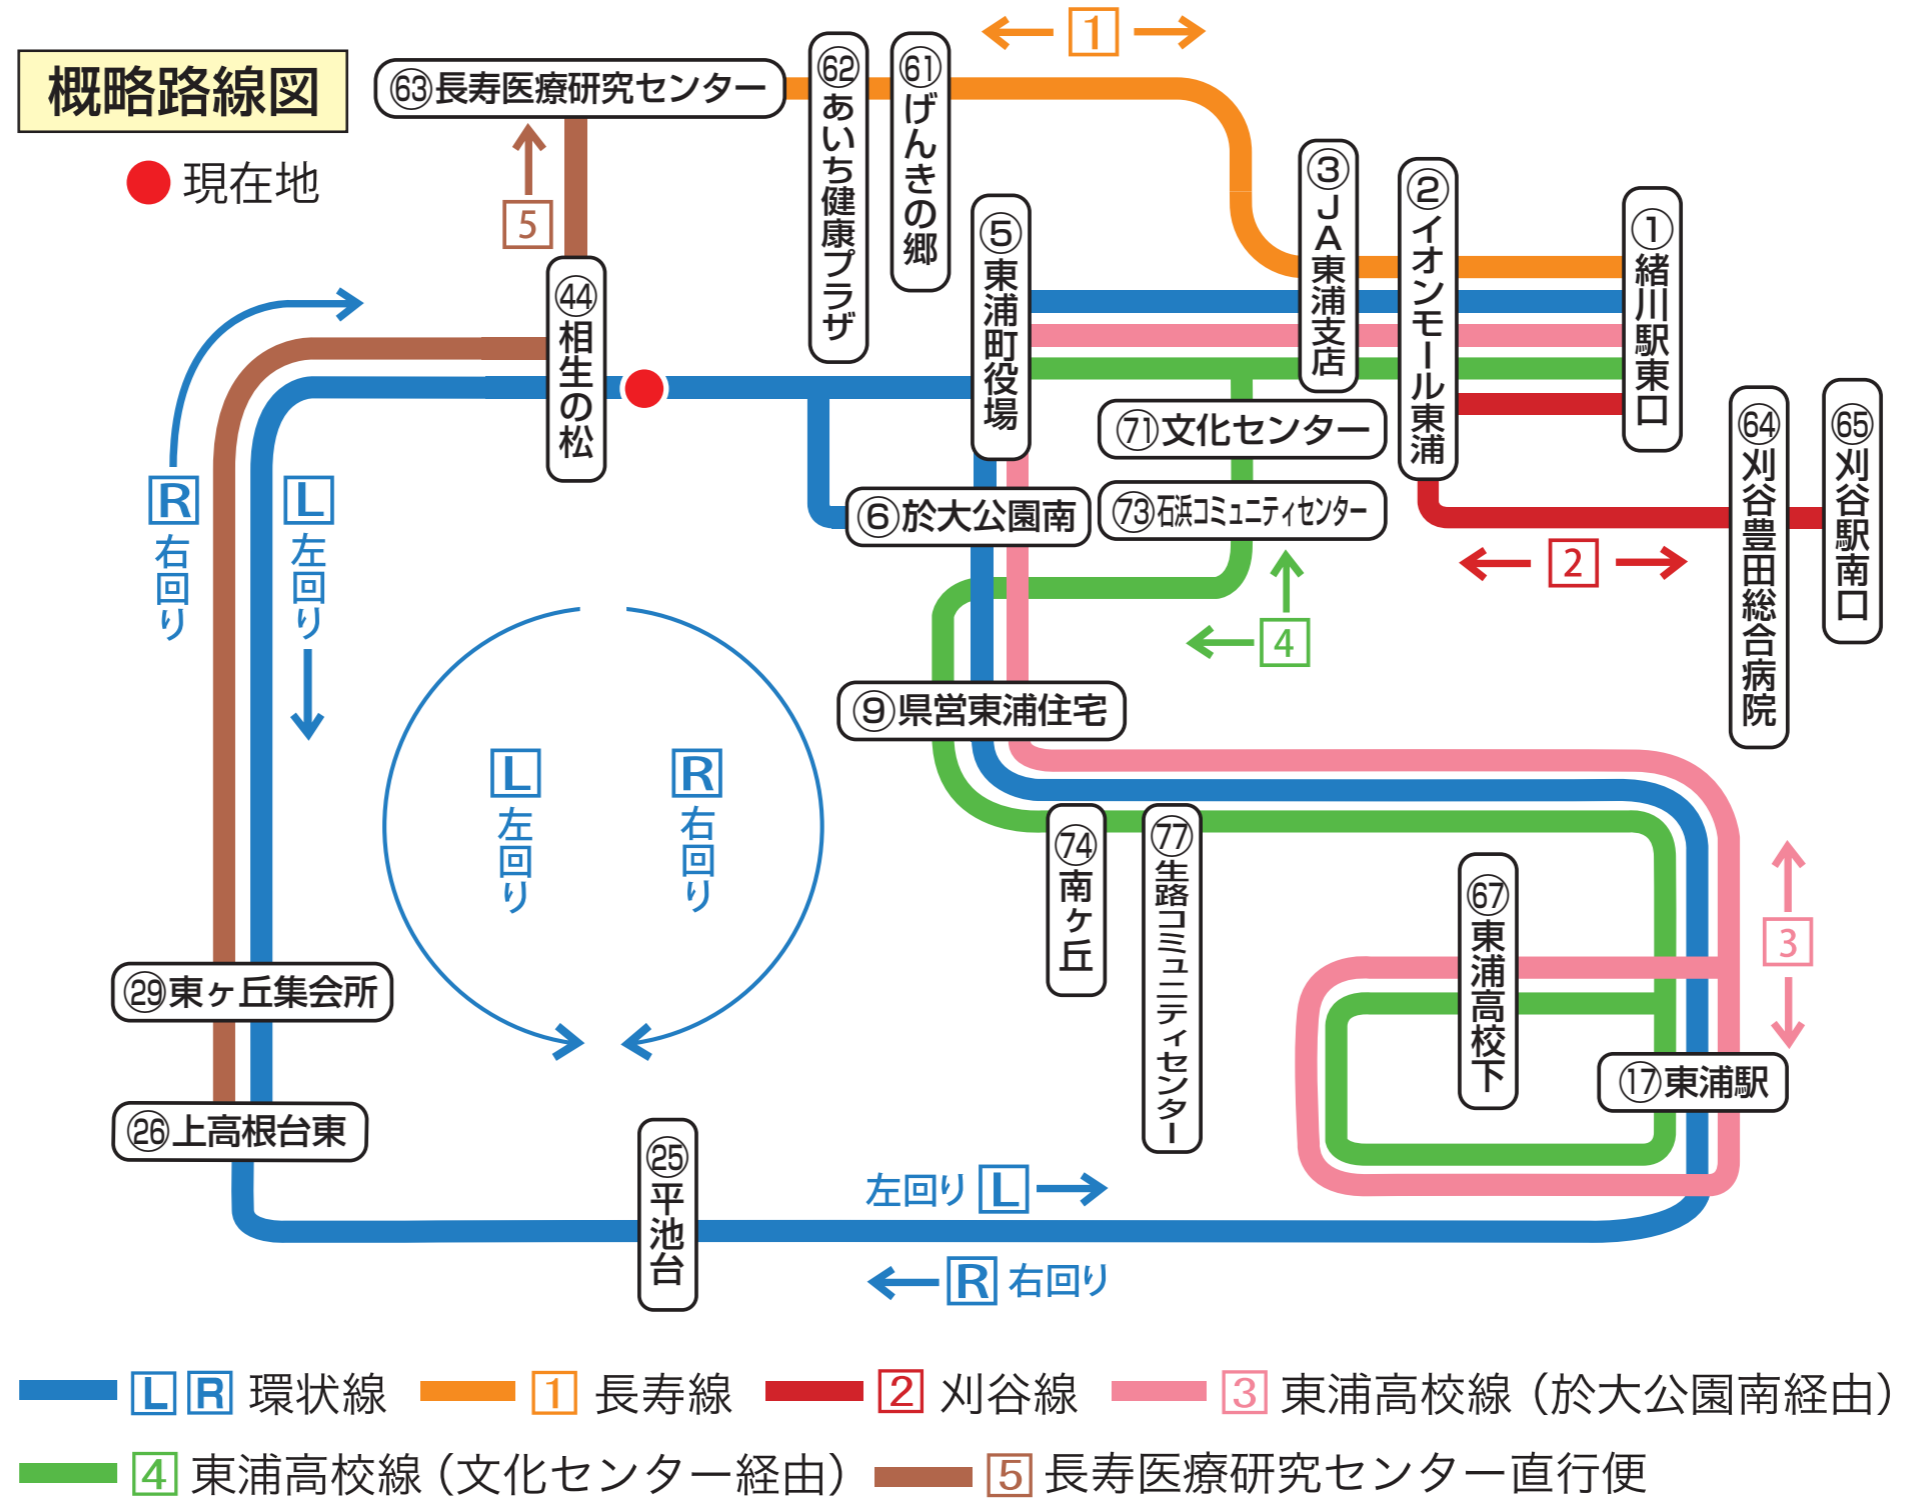 概略路線図
現在地
1
63長寿医療研究センター
62あいち健康プラザ
61げんきの郷
5
44相生の松
5東浦町役場
3JA東浦支店
2イオンモール東浦
1緒川駅東口
64刈谷豊田総合病院
65刈谷駅南口
71文化センター
73石浜コミュニティセンター
6於大公園南
2
4
R右回り
L左回り
9県営東浦住宅
L左回り
R右回り
74南ヶ丘
77生路コミュニティセンター
67東浦高校下
3
29東ヶ丘集会所
17東浦駅
26上高根台東
25平池台
左回り L
R 右回り
L R 環状線 1 長寿線 2 刈谷線 3 東浦高校線（於大公園南経由）
4 東浦高校線（文化センター経由） 5 長寿医療研究センター直行便